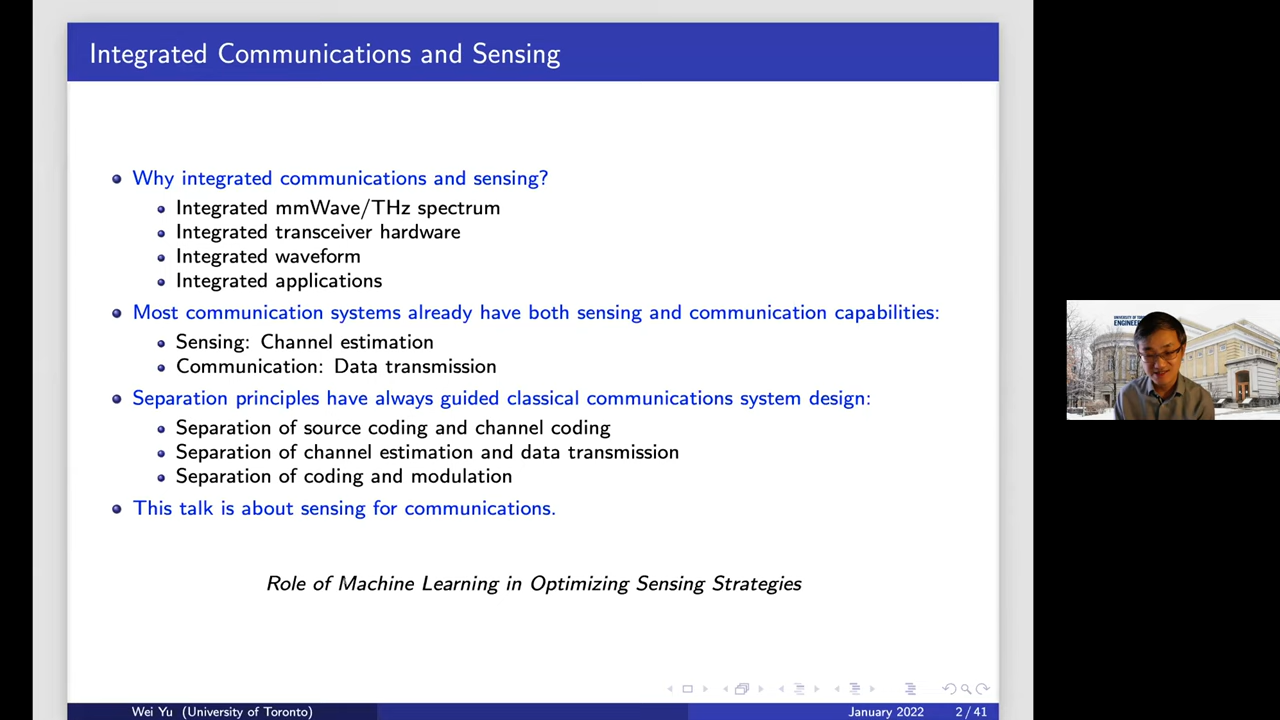 Integrated Communications and Sensing
Why integrated communications and sensing?
Integrated mmWave/THz spectrum
Integrated transceiver hardware
Integrated waveform
Integrated applications
Most communication systems already have both sensing and communication capabilities:
Sensing: Channel estimation
Communication: Data transmission
Separation principles have always guided classical communications system design:
Separation of source coding and channel coding
Separation of channel estimation and data transmission
Separation of coding and modulation
This talk is about sensing for communications.
Role of Machine Learning in Optimizing Sensing Strategies
Wei Yu (University of Toronto)
January 2022
2 / 41